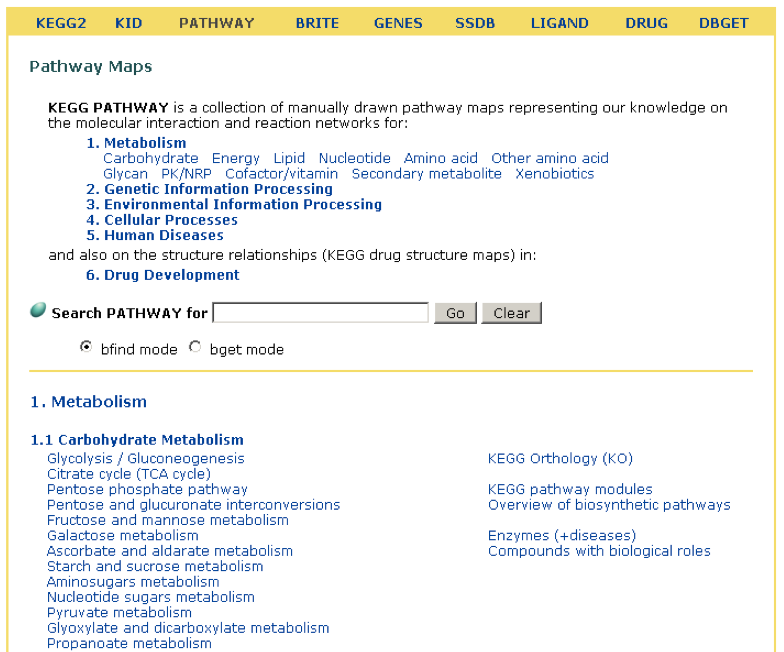 KEGG2 KID PATHWAY BRITE GENES SSDB LIGAND DRUG DBGET
Pathway Maps
KEGG PATHWAY is a collection of manually drawn pathway maps representing our knowledge on
the molecular interaction and reaction networks for:
1. Metabolism
Carbohydrate Energy Lipid Nucleotide Amino acid Other amino acid
Glycan PK/NRP Cofactor/vitamin Secondary metabolite Xenobiotics
2. Genetic Information Processing
3. Environmental Information Processing
4. Cellular Processes
5. Human Diseases
and also on the structure relationships (KEGG drug structure maps) in:
6. Drug Development
Search PATHWAY for Go Clear
bfind mode bget mode
1. Metabolism
1.1 Carbohydrate Metabolism
Glycolysis / Gluconeogenesis KEGG Orthology (KO)
Citrate cycle (TCA cycle)
Pentose phosphate pathway KEGG pathway modules
Pentose and glucuronate interconversions Overview of biosynthetic pathways
Fructose and mannose metabolism
Galactose metabolism Enzymes (+diseases)
Ascorbate and aldarate metabolism Compounds with biological roles
Starch and sucrose metabolism
Aminosugars metabolism
Nucleotide sugars metabolism
Pyruvate metabolism
Glyoxylate and dicarboxylate metabolism
Propanoate metabolism